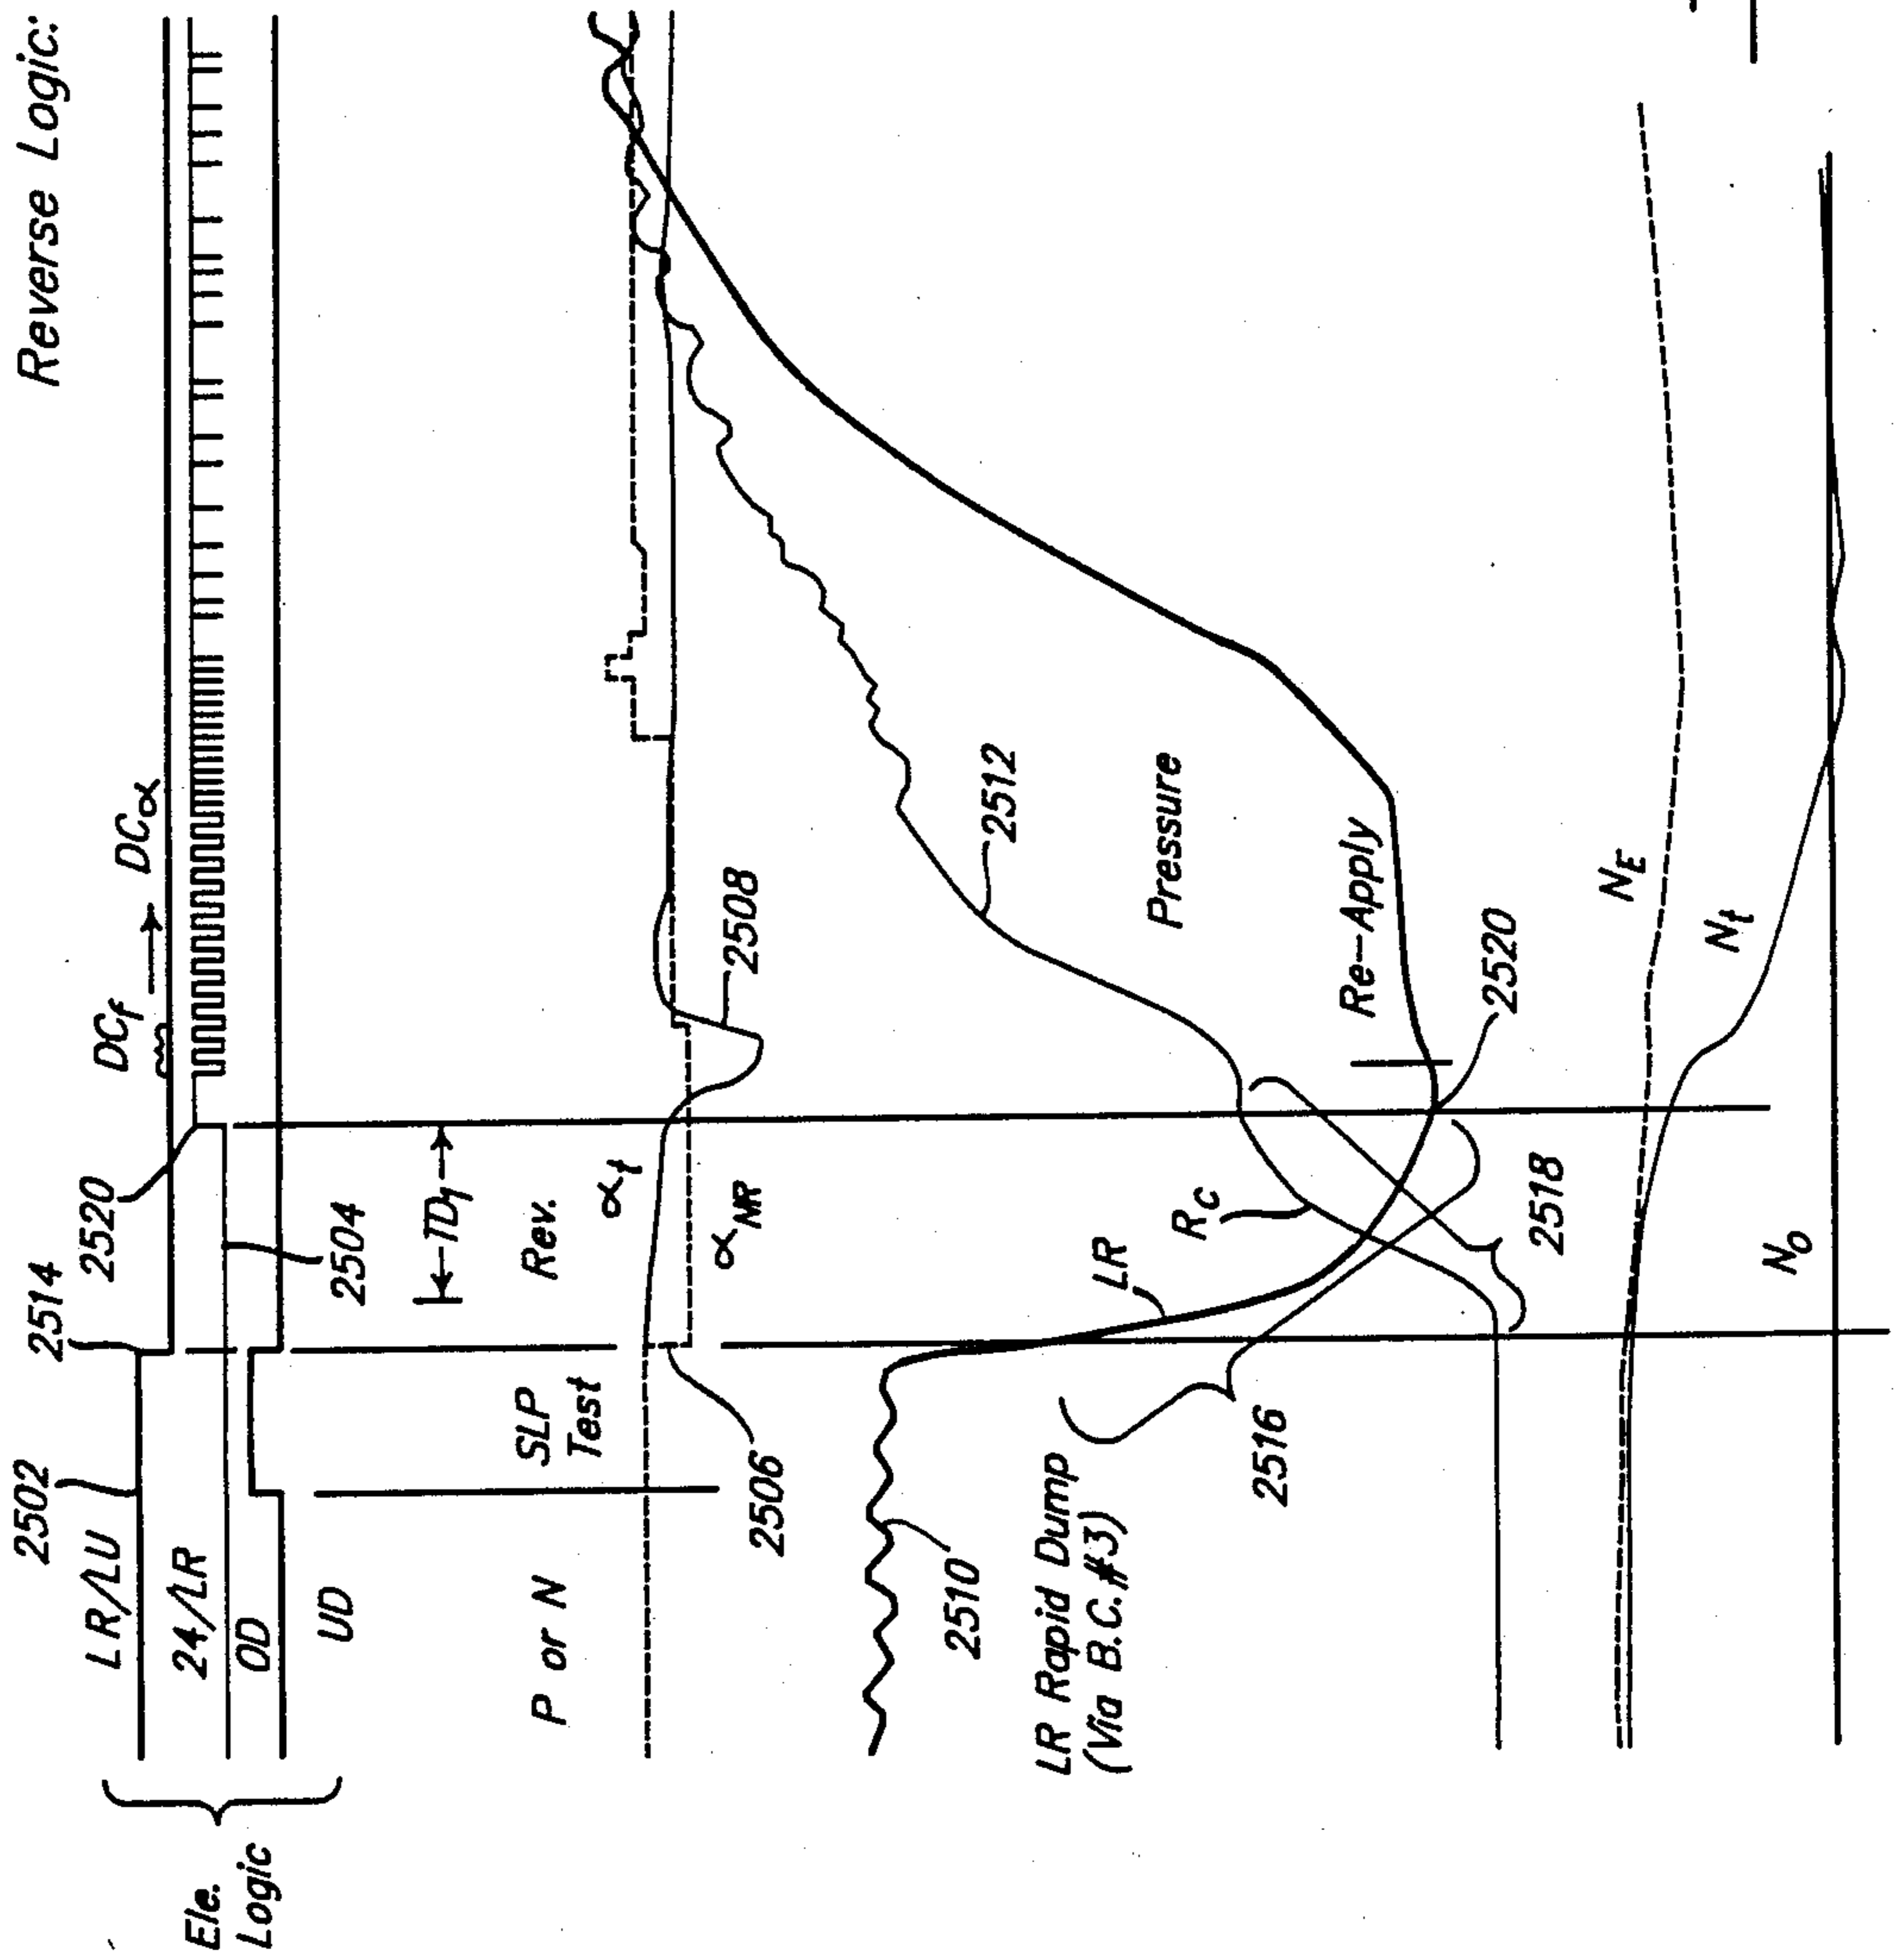 Reverse Logic:
2502
2514
2520
DCf
DCα
LR/LU
24/LR
OD
UD
Ele.
Logic
2504
TD1
P or N
SLP
Test
Rev.
αt
αNR
2506
2508
2510
LR Rapid Dump
(Via B.C.#3)
2516
LR
RC
2518
2512
Pressure
Re-Apply
2520
NE
Nt
No